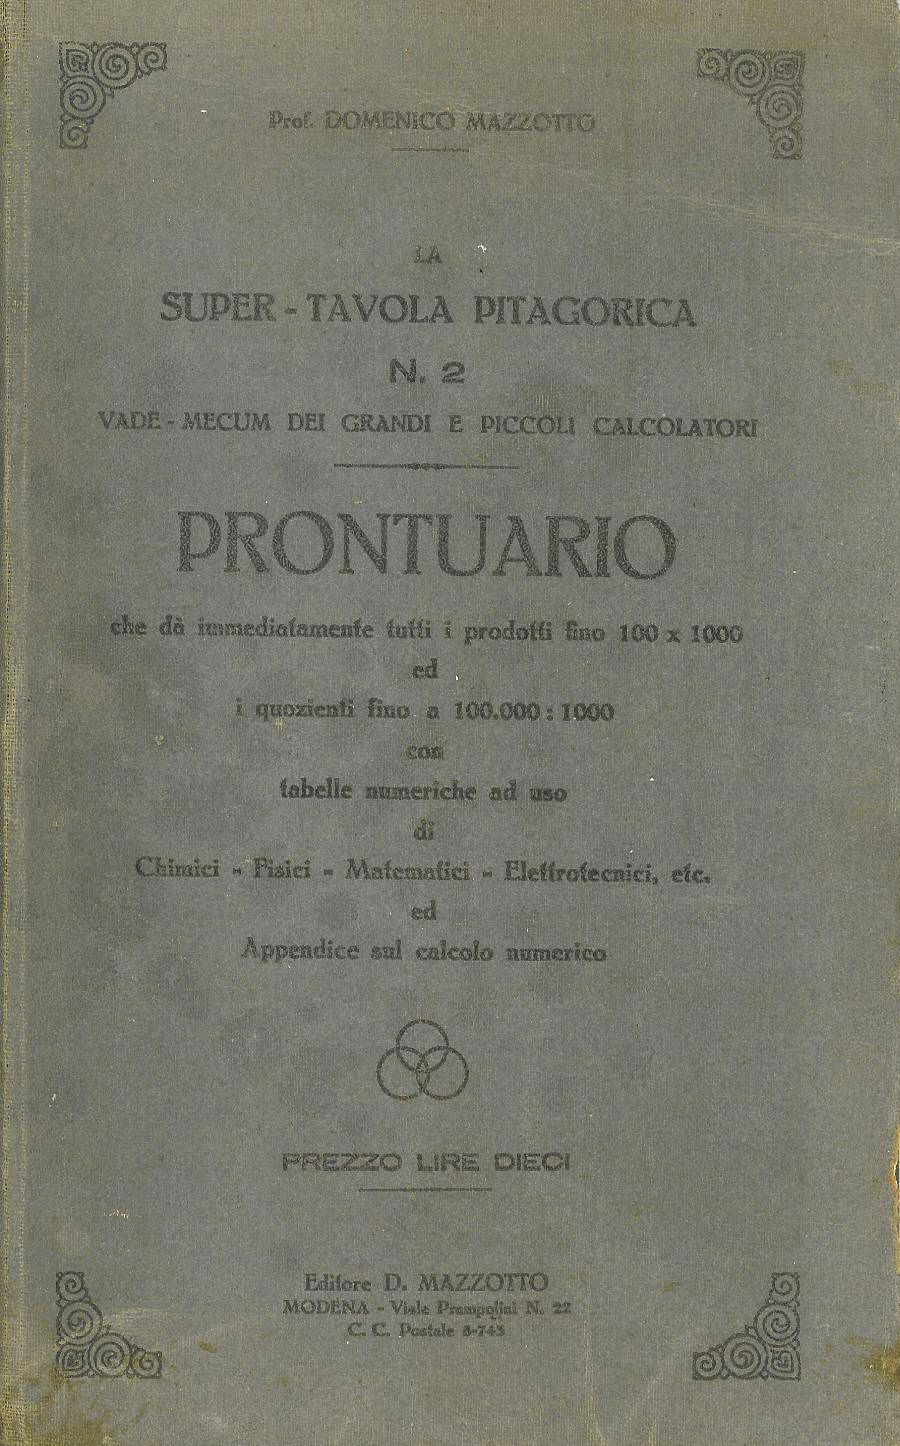 Prof. DOMENICO MAZZOTTO
LA
SUPER - TAVOLA PITAGORICA
N. 2
VADE - MECUM DEI GRANDI E PICCOLI CALCOLATORI
PRONTUARIO
che dà immediatamente tutti i prodotti fino 100 x 1000
ed
i quozienti fino a 100.000 : 1000
con
tabelle numeriche ad uso
di
Chimici - Fisici - Matematici - Elettrotecnici, etc.
ed
Appendice sul calcolo numerico
PREZZO LIRE DIECI
Editore D. MAZZOTTO
MODENA - Viale Prampolini N. 22
C. C. Postale 8-743